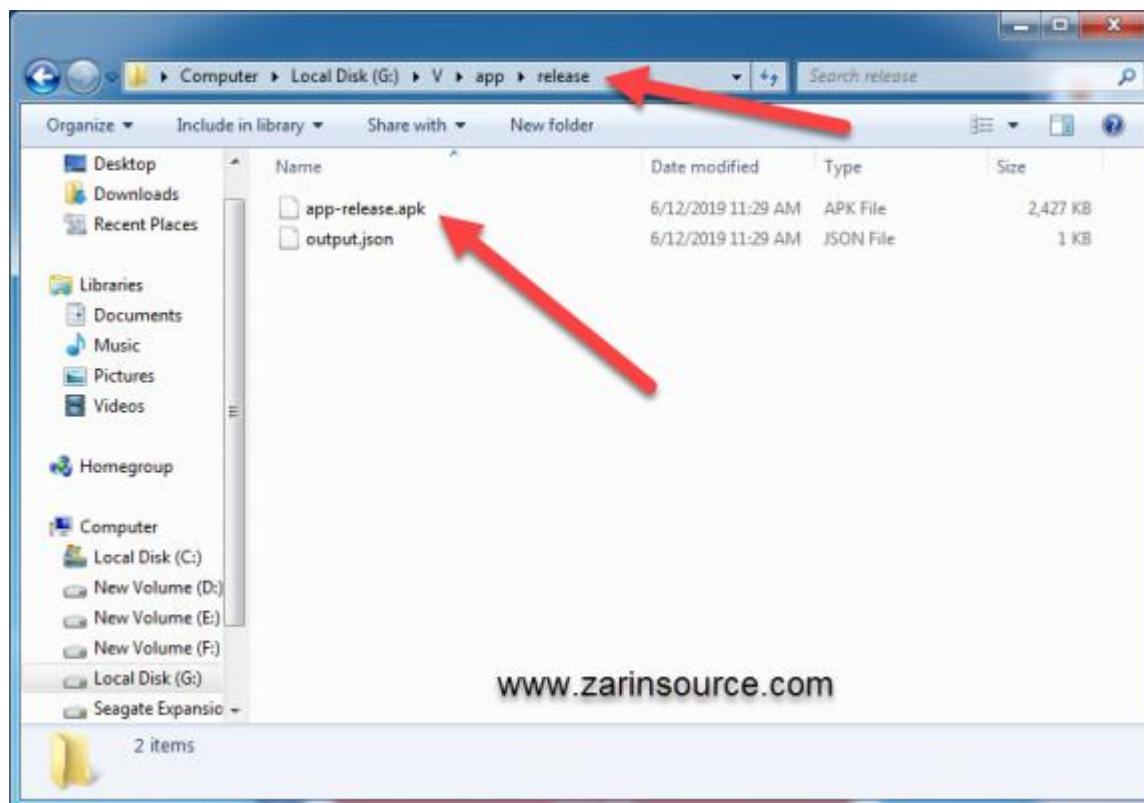 Computer Local Disk (G:) V app release Search release
Organize Include in library Share with New folder
Desktop
Downloads
Recent Places
Libraries
Documents
Music
Pictures
Videos
Homegroup
Computer
Local Disk (C:)
New Volume (D:)
New Volume (E:)
New Volume (F:)
Local Disk (G:)
Seagate Expansio
Name Date modified Type Size
app-release.apk 6/12/2019 11:29 AM APK File 2,427 KB
output.json 6/12/2019 11:29 AM JSON File 1 KB
www.zarinsource.com
2 items